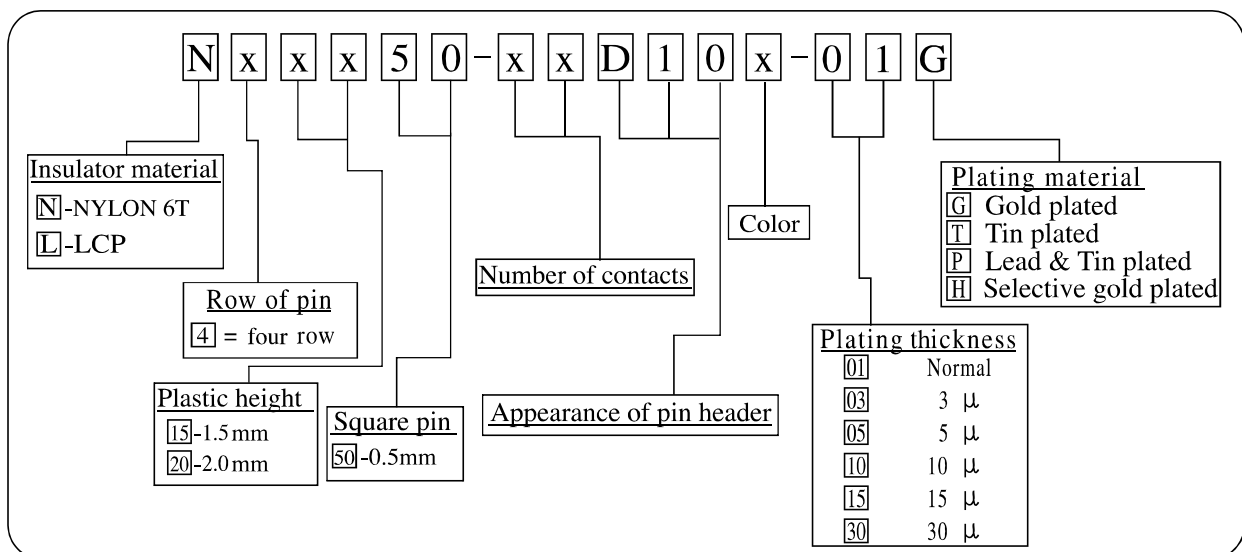 N x x x 5 0 - x x D 1 0 x - 0 1 G
Insulator material
N -NYLON 6T
L -LCP
Row of pin
4 = four row
Plastic height
15 -1.5mm
20 -2.0mm
Square pin
50 -0.5mm
Number of contacts
Appearance of pin header
Color
Plating thickness
01 Normal
03 3 μ
05 5 μ
10 10 μ
15 15 μ
30 30 μ
Plating material
G Gold plated
T Tin plated
P Lead & Tin plated
H Selective gold plated